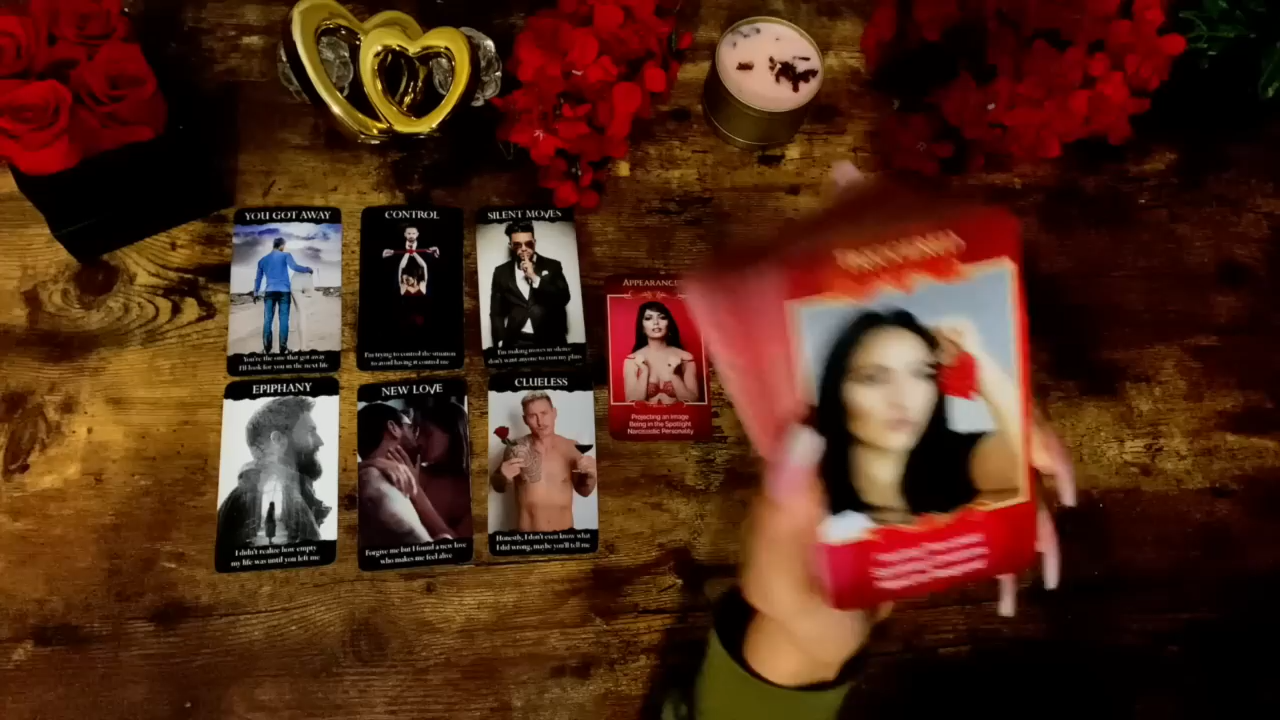 YOU GOT AWAY
You're the one that got away
I'll look for you in the next life
CONTROL
I'm trying to control the situation
to avoid having it control me
SILENT MOVES
I'm making moves in silence
don't want anyone to ruin my plans
EPIPHANY
I didn't realize how empty
my life was until you left me
NEW LOVE
Forgive me but I found a new love
who makes me feel alive
CLUELESS
Honestly, I don't even know what
I did wrong, maybe you'll tell me
APPEARANCE
Projecting an Image
Being in the Spotlight
Narcissistic Personality